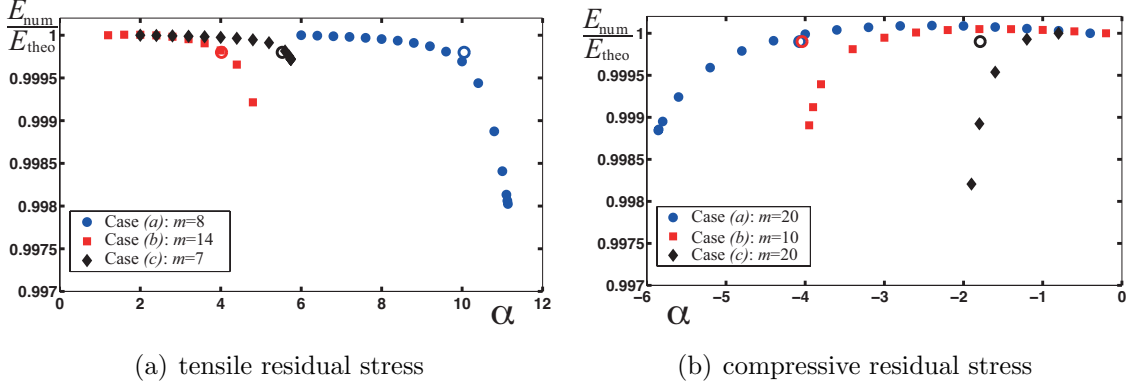 E_num/E_theo
1
0.9995
0.999
0.9985
0.998
0.9975
0.997
0 2 4 6 8 10 12
α
Case (a): m=8
Case (b): m=14
Case (c): m=7
(a) tensile residual stress
E_num/E_theo
1
0.9995
0.999
0.9985
0.998
0.9975
0.997
−6 −5 −4 −3 −2 −1 0
α
Case (a): m=20
Case (b): m=10
Case (c): m=20
(b) compressive residual stress